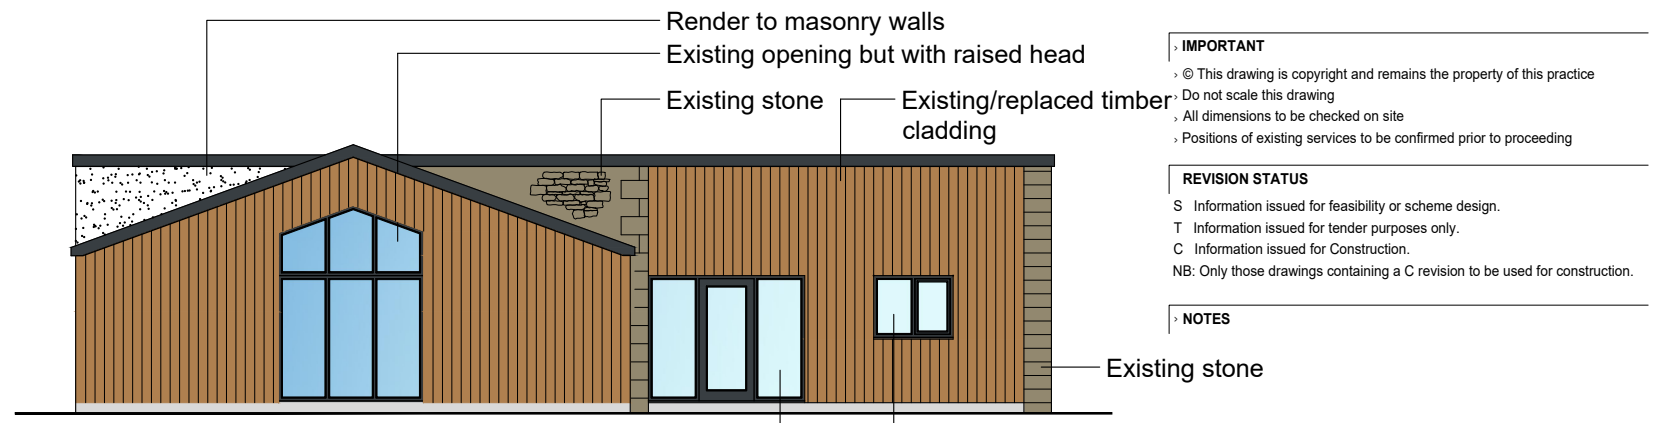 Render to masonry walls
Existing opening but with raised head
Existing stone
Existing/replaced timber
cladding
Existing stone
› IMPORTANT
› © This drawing is copyright and remains the property of this practice
› Do not scale this drawing
› All dimensions to be checked on site
› Positions of existing services to be confirmed prior to proceeding
REVISION STATUS
S Information issued for feasibility or scheme design.
T Information issued for tender purposes only.
C Information issued for Construction.
NB: Only those drawings containing a C revision to be used for construction.
› NOTES